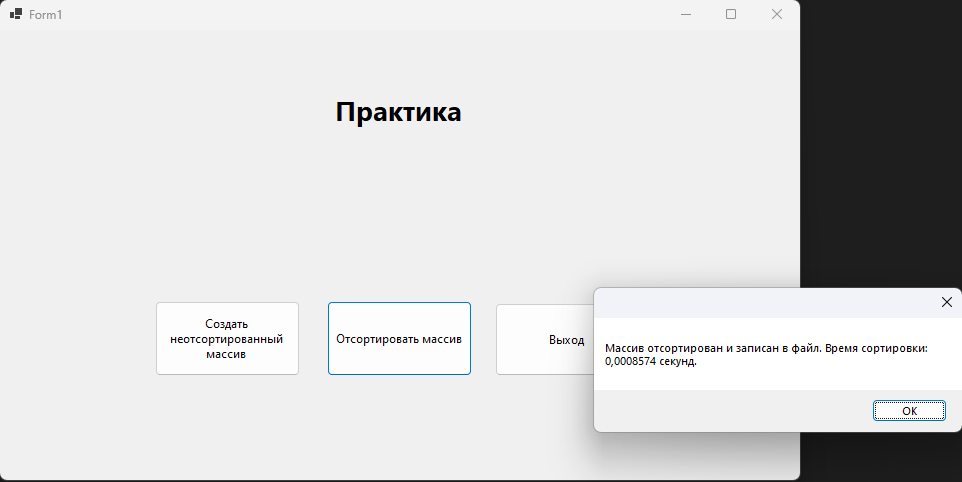 Form1
Практика
Создать
неотсортированный
массив
Отсортировать массив
Выход
Массив отсортирован и записан в файл. Время сортировки:
0,0008574 секунд.
OK